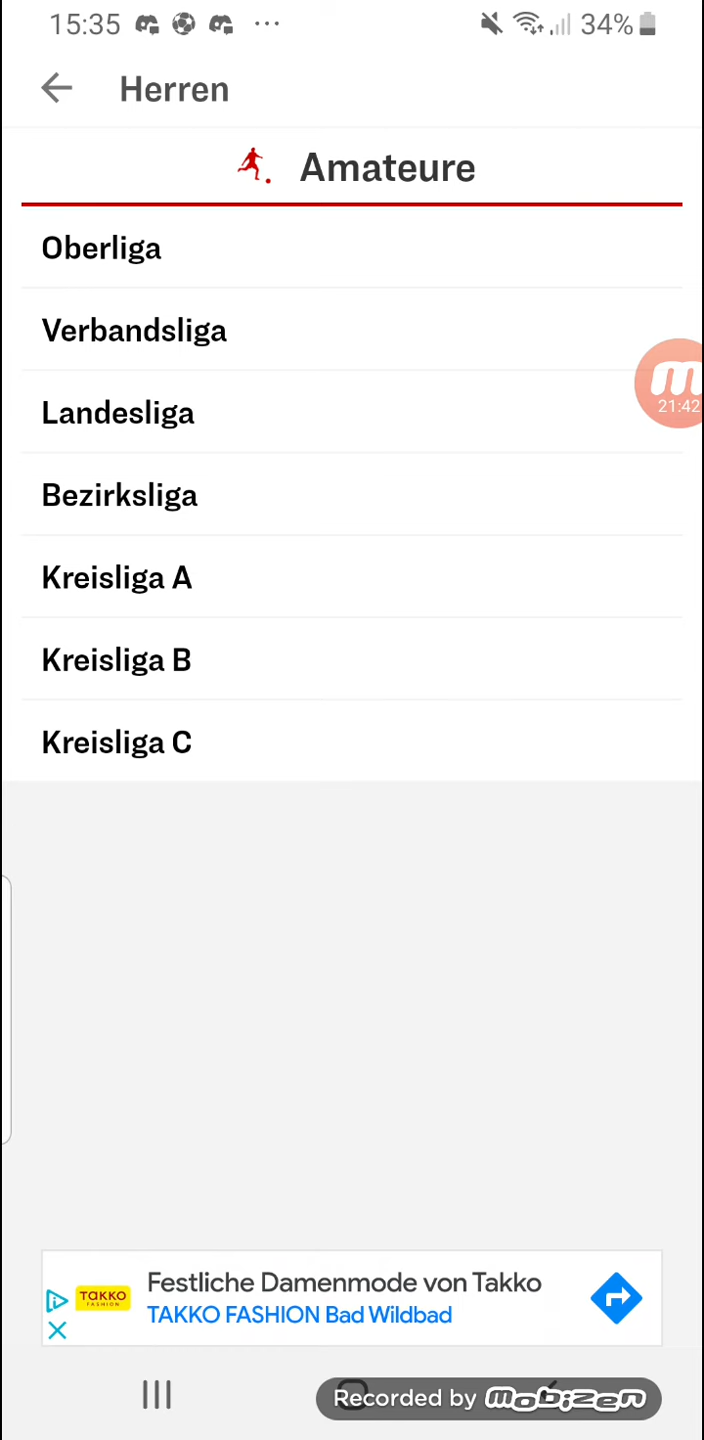 15:35 34%
Herren
Amateure
Oberliga
Verbandsliga
21:42
Landesliga
Bezirksliga
Kreisliga A
Kreisliga B
Kreisliga C
TAKKO
FASHION
Festliche Damenmode von Takko
TAKKO FASHION Bad Wildbad
Recorded by mobizen